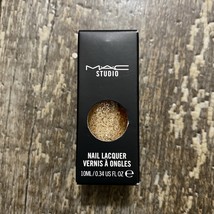 MAC
STUDIO
NAIL LACQUER
VERNIS À ONGLES
10ML / 0.34 US FL OZ e